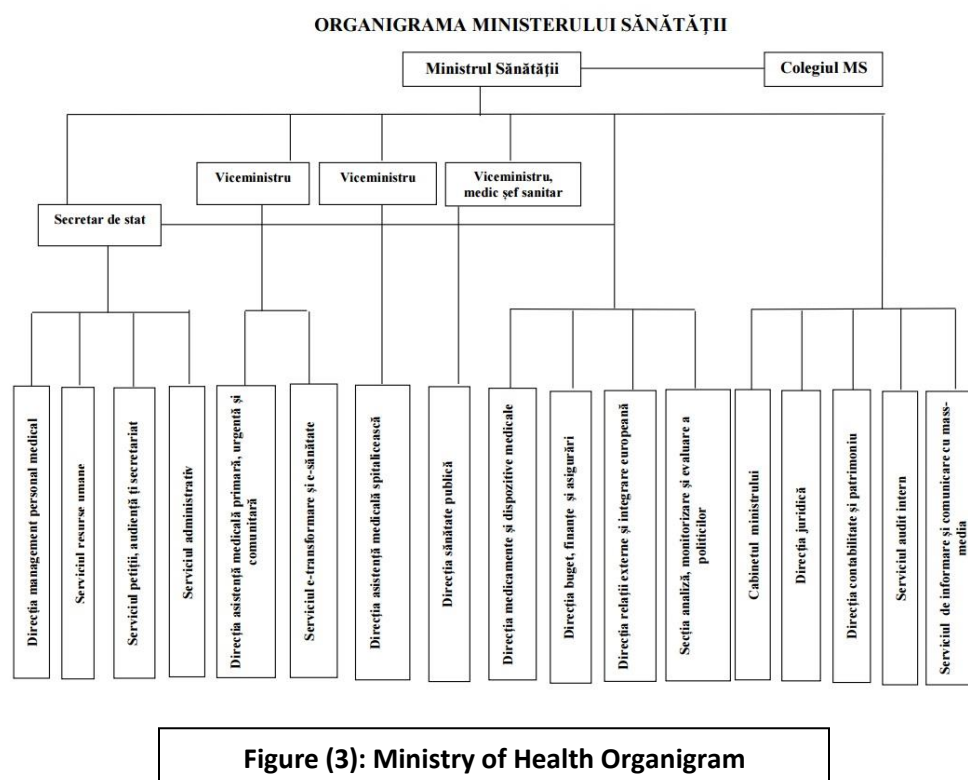 ORGANIGRAMA MINISTERULUI SĂNĂTĂȚII
Ministrul Sănătății
Colegiul MS
Viceministru
Viceministru
Viceministru,
medic șef sanitar
Secretar de stat
Direcția management personal medical
Serviciul resurse umane
Serviciul petiții, audiență ți secretariat
Serviciul administrativ
Direcția asistență medicală primară, urgentă și
comunitară
Serviciul e-transformare și e-sănătate
Direcția asistență medicală spitalicească
Direcția sănătate publică
Direcția medicamente și dispozitive medicale
Direcția buget, finanțe și asigurări
Direcția relații externe și integrare europeană
Secția analiză, monitorizare și evaluare a
politicilor
Cabinetul ministrului
Direcția juridică
Direcția contabilitate și patrimoniu
Serviciul audit intern
Serviciul de informare și comunicare cu mass-
media
Figure (3): Ministry of Health Organigram